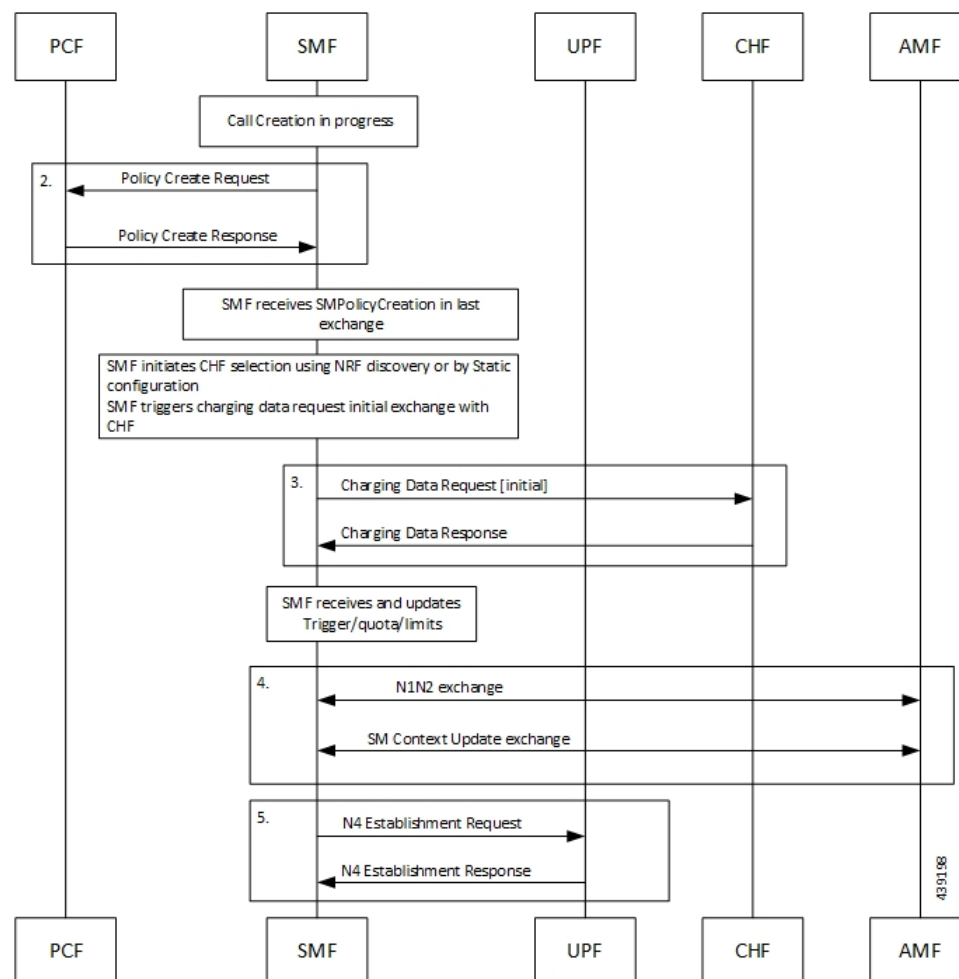 PCF SMF UPF CHF AMF
Call Creation in progress
2.
Policy Create Request
Policy Create Response
SMF receives SMPolicyCreation in last
exchange
SMF initiates CHF selection using NRF discovery or by Static
configuration
SMF triggers charging data request initial exchange with
CHF
3.
Charging Data Request [initial]
Charging Data Response
SMF receives and updates
Trigger/quota/limits
4.
N1N2 exchange
SM Context Update exchange
5.
N4 Establishment Request
N4 Establishment Response
439198
PCF SMF UPF CHF AMF